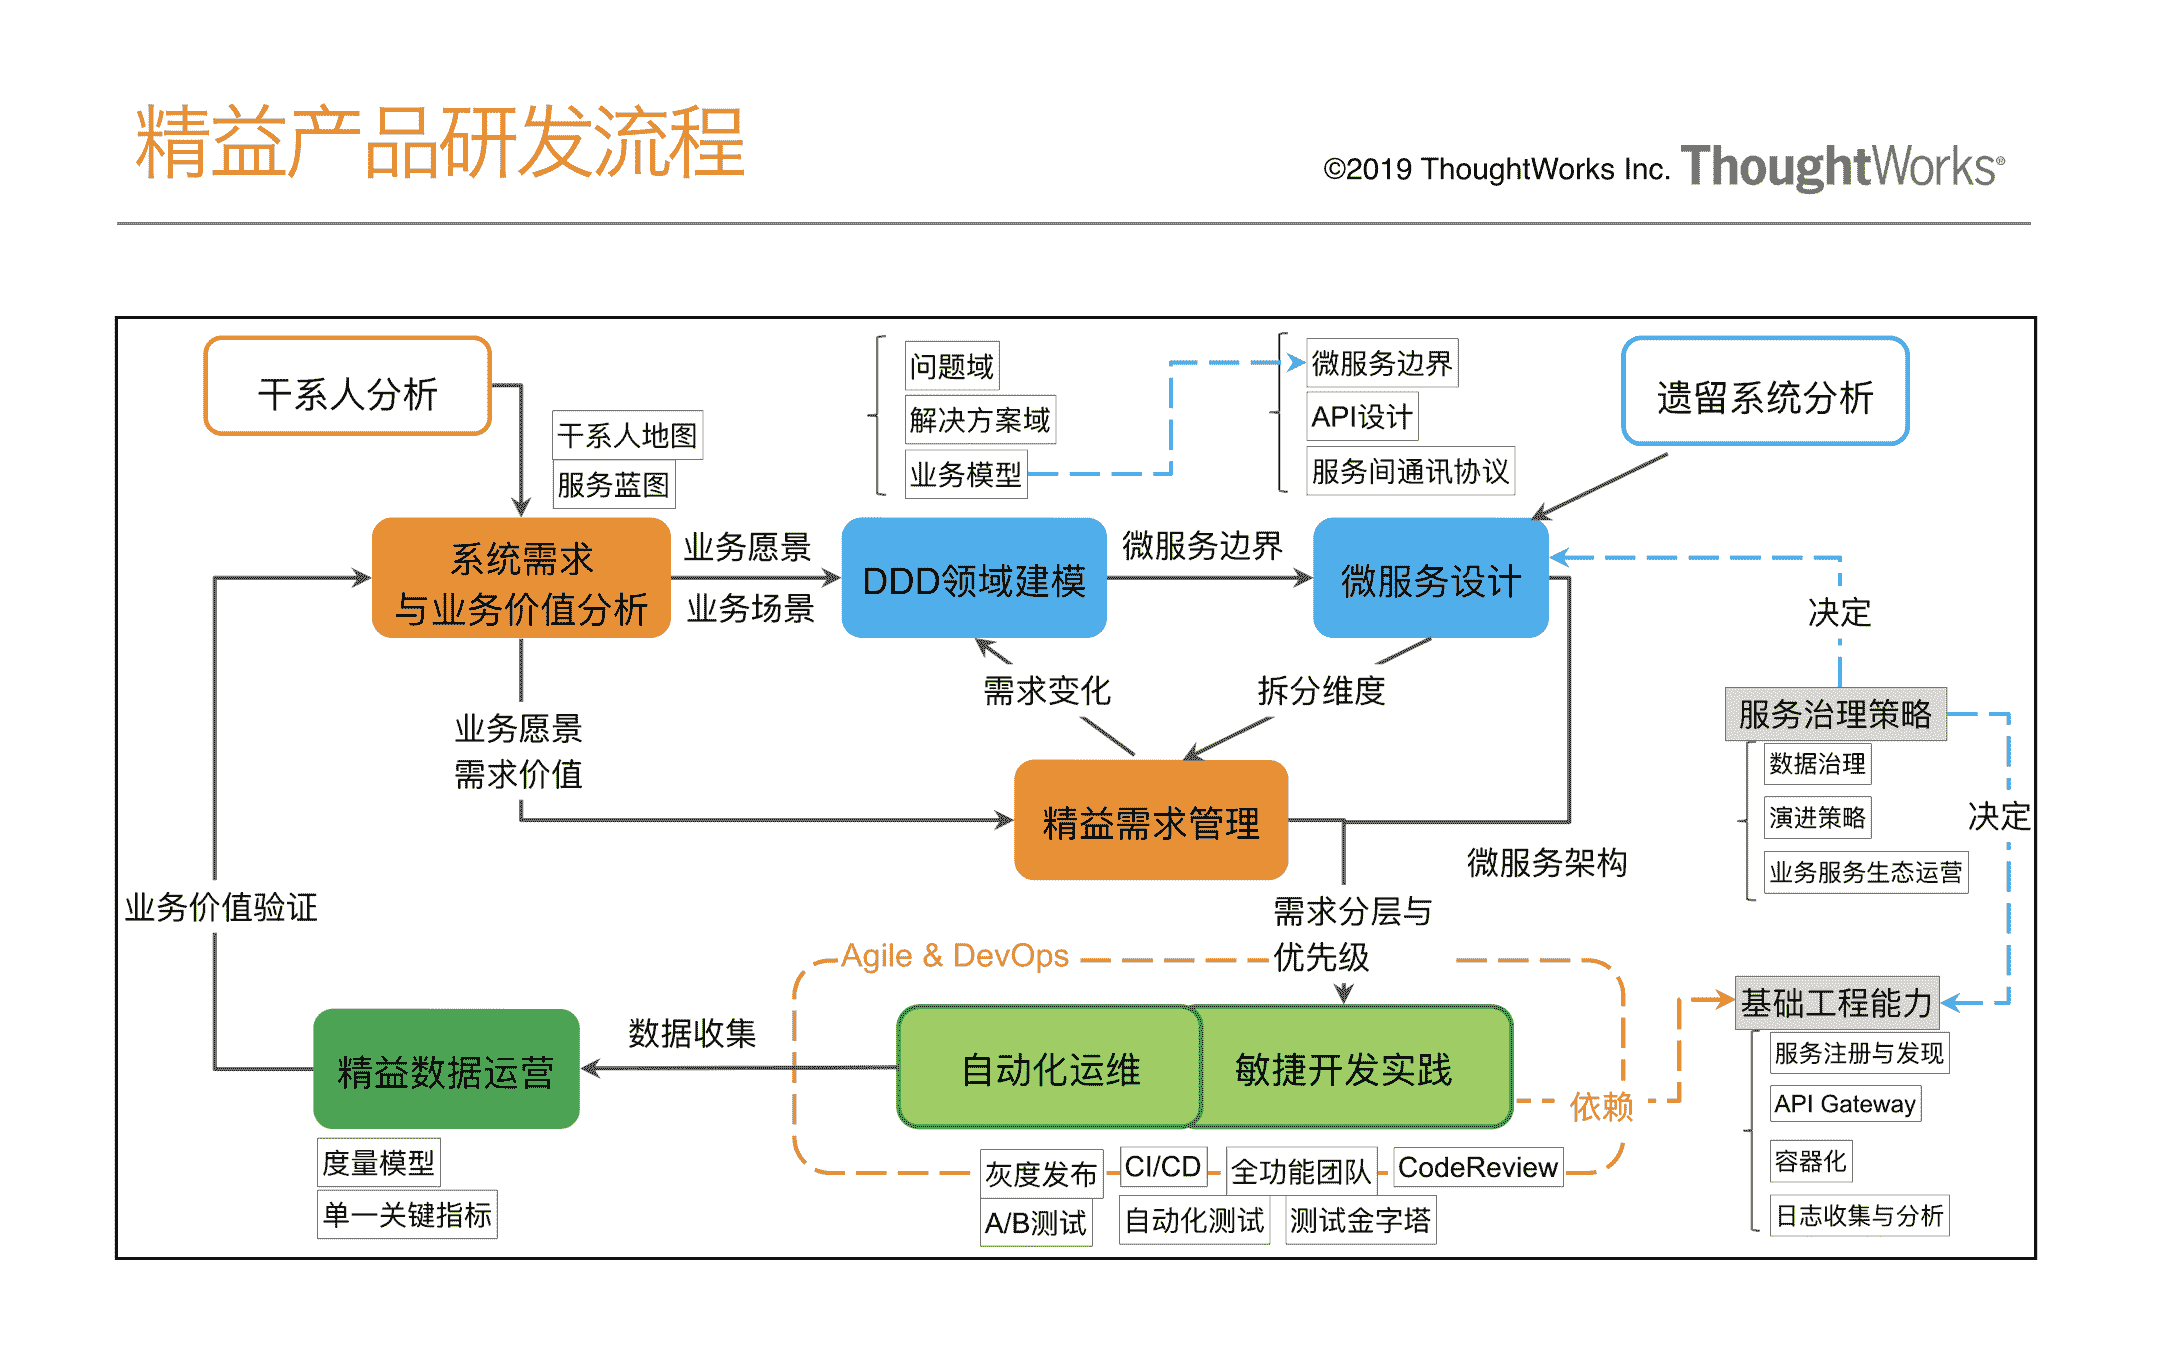 精益产品研发流程
©2019 ThoughtWorks Inc. ThoughtWorks®
干系人分析
干系人地图
服务蓝图
问题域
解决方案域
业务模型
微服务边界
API设计
服务间通讯协议
遗留系统分析
系统需求
与业务价值分析
业务愿景
业务场景
DDD领域建模
微服务边界
微服务设计
决定
需求变化
拆分维度
服务治理策略
数据治理
演进策略
业务服务生态运营
决定
业务愿景
需求价值
精益需求管理
微服务架构
业务价值验证
需求分层与
优先级
Agile & DevOps
精益数据运营
数据收集
自动化运维
敏捷开发实践
依赖
基础工程能力
服务注册与发现
API Gateway
容器化
日志收集与分析
度量模型
单一关键指标
灰度发布
CI/CD
全功能团队
CodeReview
A/B测试
自动化测试
测试金字塔